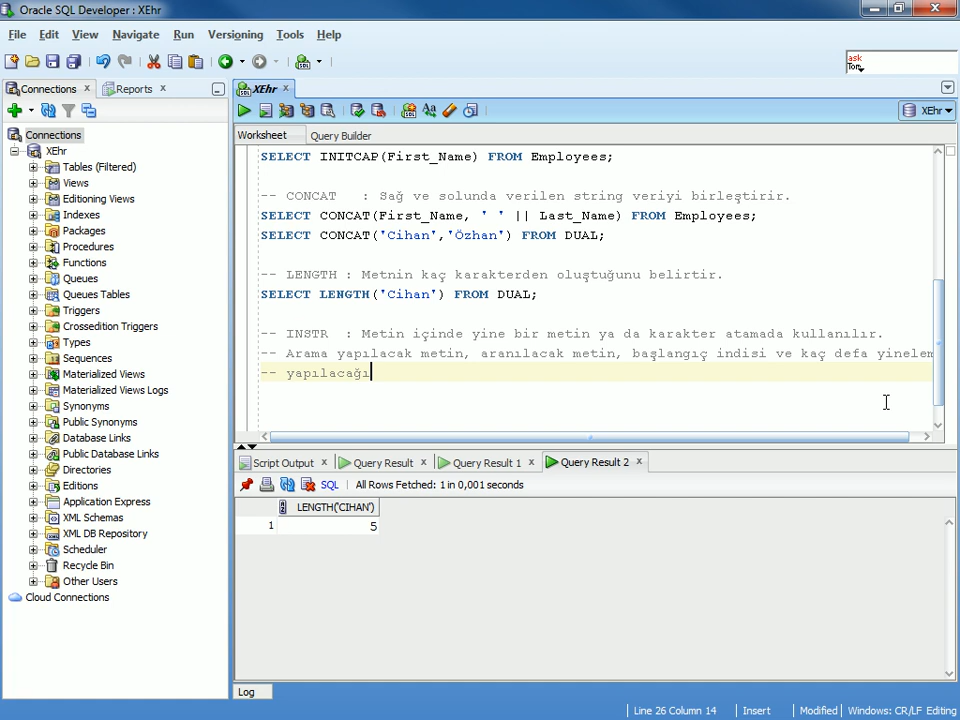 Oracle SQL Developer : XEhr
File Edit View Navigate Run Versioning Tools Help
ask
Tom
Connections Reports XEhr
XEhr
Worksheet Query Builder
Connections
XEhr
Tables (Filtered)
Views
Editioning Views
Indexes
Packages
Procedures
Functions
Queues
Queues Tables
Triggers
Crossedition Triggers
Types
Sequences
Materialized Views
Materialized Views Logs
Synonyms
Public Synonyms
Database Links
Public Database Links
Directories
Editions
Application Express
XML Schemas
XML DB Repository
Scheduler
Recycle Bin
Other Users
Cloud Connections
SELECT INITCAP(First_Name) FROM Employees;
-- CONCAT : Sağ ve solunda verilen string veriyi birleştirir.
SELECT CONCAT(First_Name, ' ' || Last_Name) FROM Employees;
SELECT CONCAT('Cihan','Özhan') FROM DUAL;
-- LENGTH : Metnin kaç karakterden oluştuğunu belirtir.
SELECT LENGTH('Cihan') FROM DUAL;
-- INSTR : Metin içinde yine bir metin ya da karakter atamada kullanılır.
-- Arama yapılacak metin, aranılacak metin, başlangıç indisi ve kaç defa yinelem
-- yapılacağı
Script Output Query Result Query Result 1 Query Result 2
SQL All Rows Fetched: 1 in 0,001 seconds
LENGTH('CIHAN')
1 5
Log
Line 26 Column 14 Insert Modified Windows: CR/LF Editing